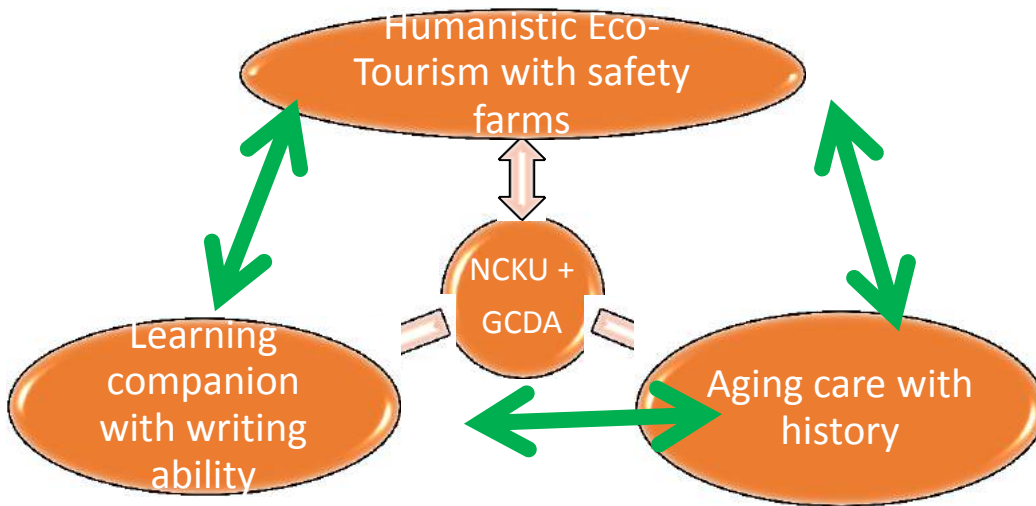 Humanistic Eco-
Tourism with safety
farms
NCKU +
GCDA
Learning
companion
with writing
ability
Aging care with
history